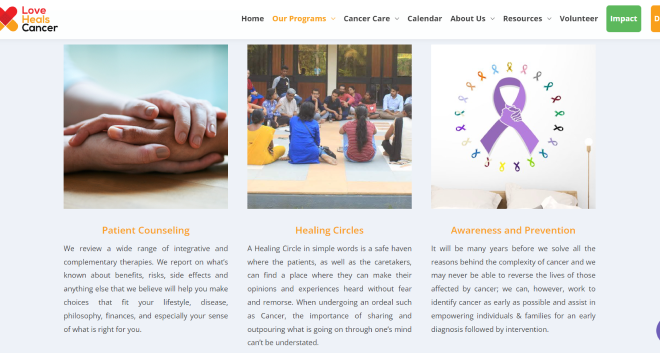 Love
Heals
Cancer
Home Our Programs Cancer Care Calendar About Us Resources Volunteer Impact
Patient Counseling
We review a wide range of integrative and
complementary therapies. We report on what's
known about benefits, risks, side effects and
anything else that we believe will help you make
choices that fit your lifestyle, disease,
philosophy, finances, and especially your sense
of what is right for you.
Healing Circles
A Healing Circle in simple words is a safe haven
where the patients, as well as the caretakers,
can find a place where they can make their
opinions and experiences heard without fear
and remorse. When undergoing an ordeal such
as Cancer, the importance of sharing and
outpouring what is going on through one's mind
can't be understated.
Awareness and Prevention
It will be many years before we solve all the
reasons behind the complexity of cancer and we
may never be able to reverse the lives of those
affected by cancer; we can, however, work to
identify cancer as early as possible and assist in
empowering individuals & families for an early
diagnosis followed by intervention.